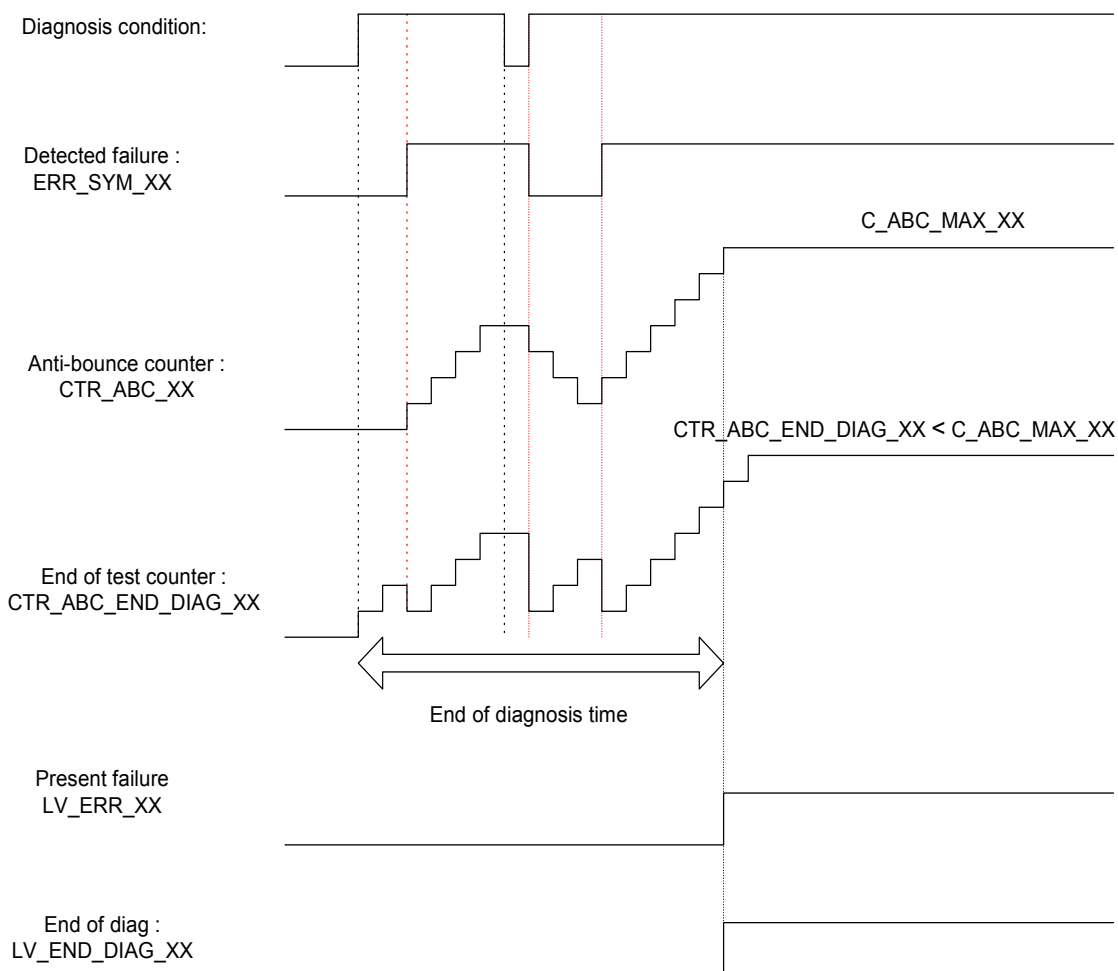 Diagnosis condition:
Detected failure :
ERR_SYM_XX
C_ABC_MAX_XX
Anti-bounce counter :
CTR_ABC_XX
CTR_ABC_END_DIAG_XX < C_ABC_MAX_XX
End of test counter :
CTR_ABC_END_DIAG_XX
End of diagnosis time
Present failure
LV_ERR_XX
End of diag :
LV_END_DIAG_XX